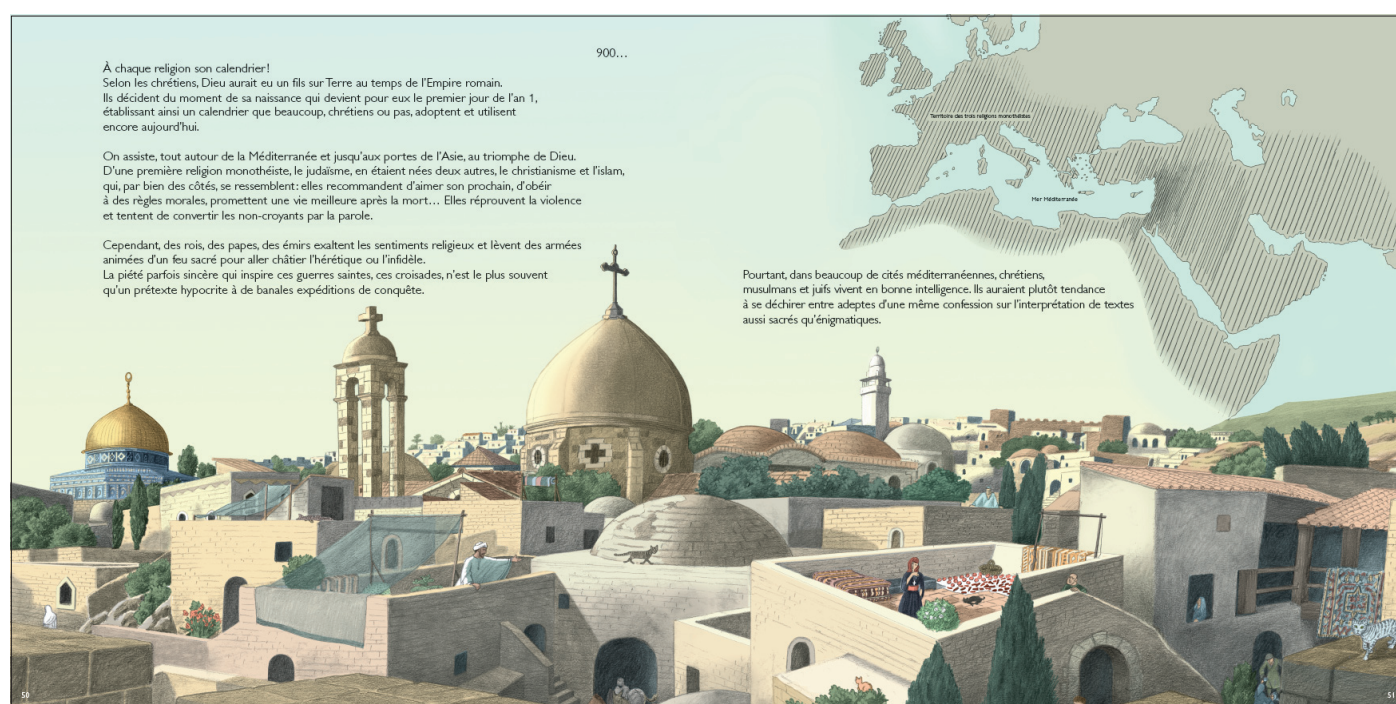 900…
À chaque religion son calendrier!
Selon les chrétiens, Dieu aurait eu un fils sur Terre au temps de l'Empire romain.
Ils décident du moment de sa naissance qui devient pour eux le premier jour de l'an 1,
établissant ainsi un calendrier que beaucoup, chrétiens ou pas, adoptent et utilisent
encore aujourd'hui.
On assiste, tout autour de la Méditerranée et jusqu'aux portes de l'Asie, au triomphe de Dieu.
D'une première religion monothéiste, le judaïsme, en étaient nées deux autres, le christianisme et l'islam,
qui, par bien des côtés, se ressemblent: elles recommandent d'aimer son prochain, d'obéir
à des règles morales, promettent une vie meilleure après la mort… Elles réprouvent la violence
et tentent de convertir les non-croyants par la parole.
Cependant, des rois, des papes, des émirs exaltent les sentiments religieux et lèvent des armées
animées d'un feu sacré pour aller châtier l'hérétique ou l'infidèle.
La piété parfois sincère qui inspire ces guerres saintes, ces croisades, n'est le plus souvent
qu'un prétexte hypocrite à de banales expéditions de conquête.
Territoire des trois religions monothéistes
Mer Méditerranée
Pourtant, dans beaucoup de cités méditerranéennes, chrétiens,
musulmans et juifs vivent en bonne intelligence. Ils auraient plutôt tendance
à se déchirer entre adeptes d'une même confession sur l'interprétation de textes
aussi sacrés qu'énigmatiques.
50
51